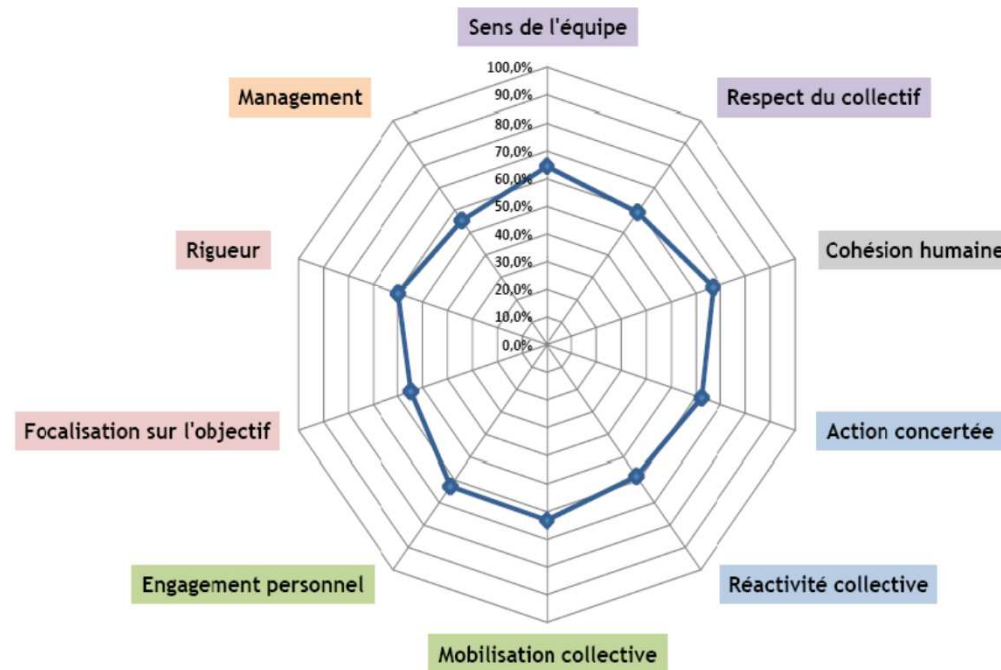 Sens de l'équipe
100,0%
90,0%
80,0%
70,0%
60,0%
50,0%
40,0%
30,0%
20,0%
10,0%
0,0%
Management
Respect du collectif
Rigueur
Cohésion humaine
Focalisation sur l'objectif
Action concertée
Engagement personnel
Réactivité collective
Mobilisation collective